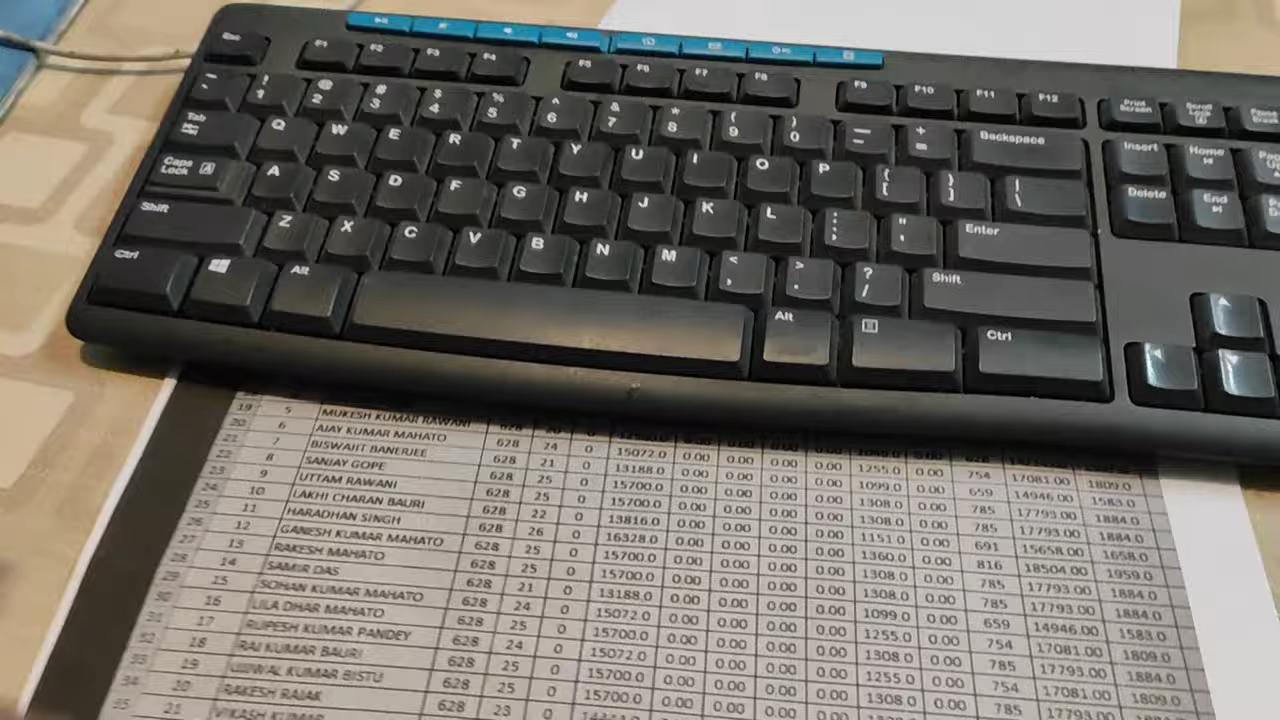 Esc F1 F2 F3 F4 F5 F6 F7 F8 F9 F10 F11 F12 Print Screen Scroll Lock Pause Break
~ ` ! 1 @ 2 # 3 $ 4 % 5 ^ 6 & 7 * 8 ( 9 ) 0 _ - + = Backspace Insert Home
Tab Q W E R T Y U I O P { [ } ] | \ Delete End
Caps Lock A A S D F G H J K L : ; " ' Enter
Shift Z X C V B N M < , > . ? / Shift
Ctrl Alt Alt Ctrl
19 5 MUKESH KUMAR RAWANI 628
20 6 AJAY KUMAR MAHATO 628 24 0 15072.0 0.00 0.00 0.00 0.00 1255.0 0.00 754 17081.00 1809.0
21 7 BISWAJIT BANERJEE 628 21 0 13188.0 0.00 0.00 0.00 0.00 1099.0 0.00 659 14946.00 1583.0
22 8 SANJAY GOPE 628 25 0 15700.0 0.00 0.00 0.00 0.00 1308.0 0.00 785 17793.00 1884.0
23 9 UTTAM RAWANI 628 25 0 15700.0 0.00 0.00 0.00 0.00 1308.0 0.00 785 17793.00 1884.0
24 10 LAKHI CHARAN BAURI 628 22 0 13816.0 0.00 0.00 0.00 0.00 1151.0 0.00 691 15658.00 1658.0
25 11 HARADHAN SINGH 628 26 0 16328.0 0.00 0.00 0.00 0.00 1360.0 0.00 816 18504.00 1959.0
26 12 GANESH KUMAR MAHATO 628 25 0 15700.0 0.00 0.00 0.00 0.00 1308.0 0.00 785 17793.00 1884.0
27 13 RAKESH MAHATO 628 25 0 15700.0 0.00 0.00 0.00 0.00 1308.0 0.00 785 17793.00 1884.0
28 14 SAMIR DAS 628 21 0 13188.0 0.00 0.00 0.00 0.00 1099.0 0.00 659 14946.00 1583.0
29 15 SOHAN KUMAR MAHATO 628 24 0 15072.0 0.00 0.00 0.00 0.00 1255.0 0.00 754 17081.00 1809.0
30 16 LILA DHAR MAHATO 628 25 0 15700.0 0.00 0.00 0.00 0.00 1308.0 0.00 785 17793.00 1884.0
31 17 RUPESH KUMAR PANDEY 628 24 0 15072.0 0.00 0.00 0.00 0.00 1255.0 0.00 754 17081.00 1809.0
32 18 RAJ KUMAR BAURI 628 25 0 15700.0 0.00 0.00 0.00 0.00 1308.0 0.00 785 17793.00
33 19 UJJWAL KUMAR BISTU 628 25 0 15700.0 0.00 0.00 0.00
34 20 RAKESH RAJAK 628 23 0
35 21 VIKASH KUMAR